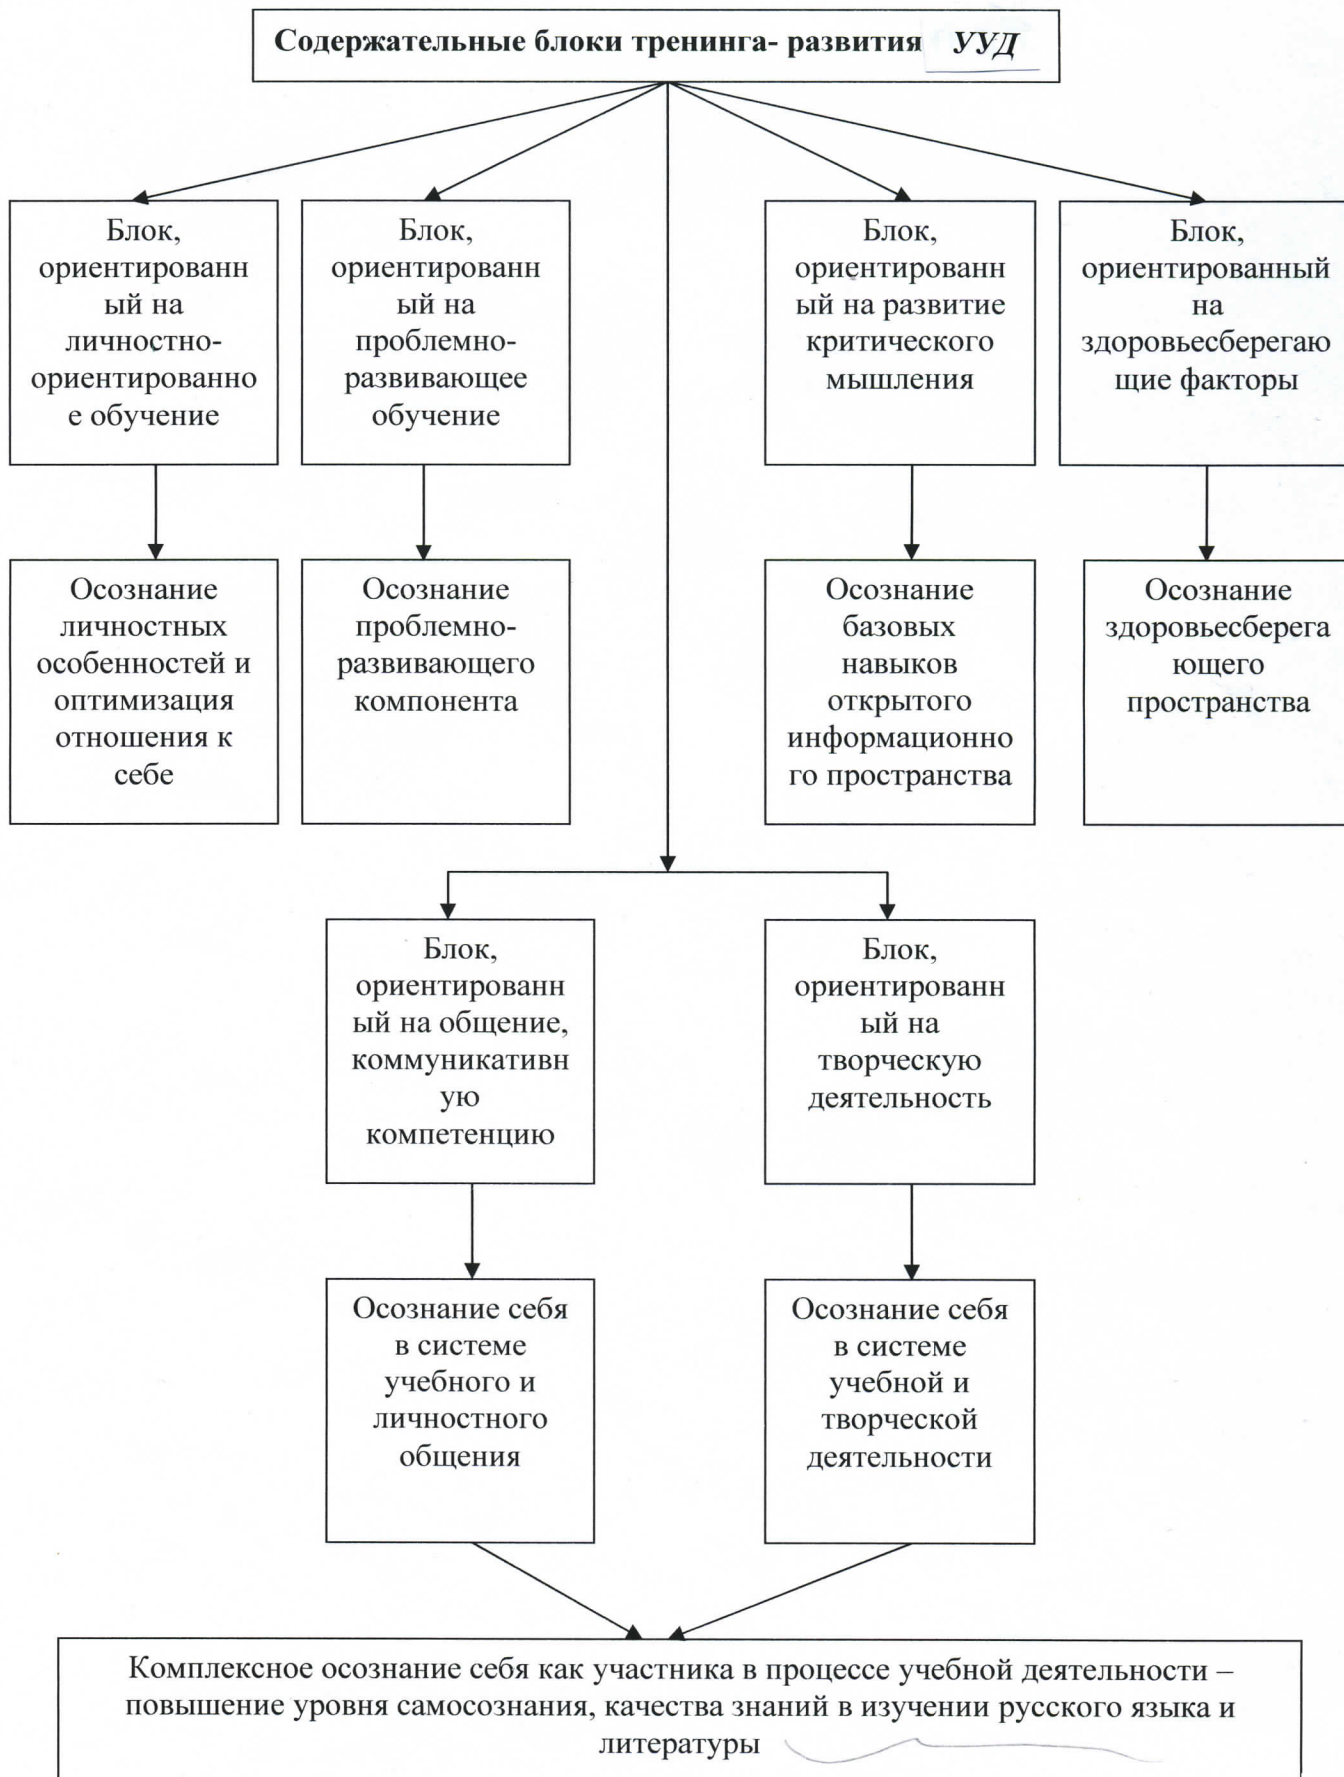 Содержательные блоки тренинга- развития УУД
Блок,
ориентированн
ый на
личностно-
ориентированно
е обучение
Блок,
ориентированн
ый на
проблемно-
развивающее
обучение
Блок,
ориентированн
ый на развитие
критического
мышления
Блок,
ориентированный
на
здоровьесберегаю
щие факторы
Осознание
личностных
особенностей и
оптимизация
отношения к
себе
Осознание
проблемно-
развивающего
компонента
Осознание
базовых
навыков
открытого
информационно
го пространства
Осознание
здоровьесберега
ющего
пространства
Блок,
ориентированн
ый на общение,
коммуникативн
ую
компетенцию
Блок,
ориентированн
ый на
творческую
деятельность
Осознание себя
в системе
учебного и
личностного
общения
Осознание себя
в системе
учебной и
творческой
деятельности
Комплексное осознание себя как участника в процессе учебной деятельности –
повышение уровня самосознания, качества знаний в изучении русского языка и
литературы